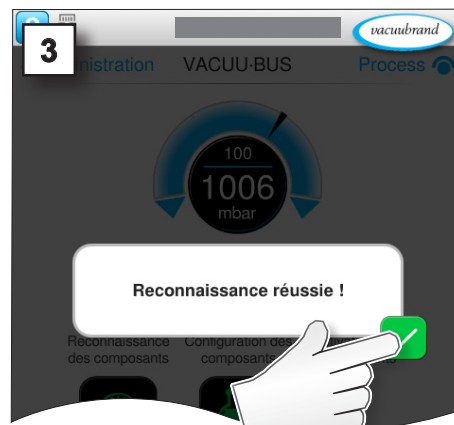 3
vacuubrand
nistration VACUU·BUS Process
100
1006
mbar
Reconnaissance réussie !
Reconnaissance Configuration des
des composants composants